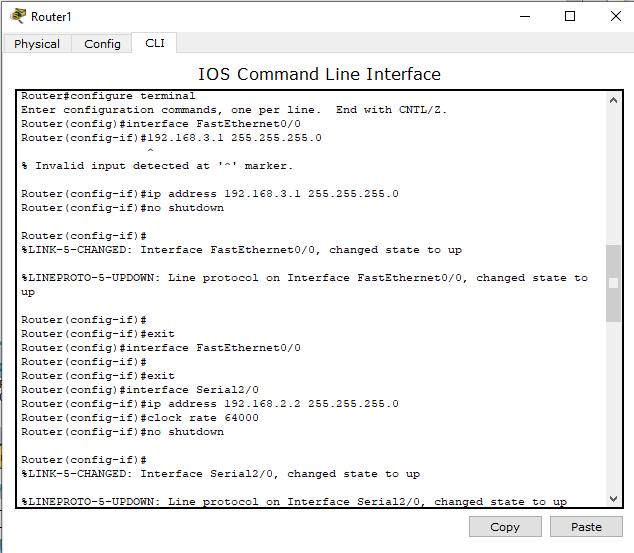 Router1
Physical Config CLI
IOS Command Line Interface
Router#configure terminal
Enter configuration commands, one per line.  End with CNTL/Z.
Router(config)#interface FastEthernet0/0
Router(config-if)#192.168.3.1 255.255.255.0
^
% Invalid input detected at '^' marker.
Router(config-if)#ip address 192.168.3.1 255.255.255.0
Router(config-if)#no shutdown
Router(config-if)#
%LINK-5-CHANGED: Interface FastEthernet0/0, changed state to up
%LINEPROTO-5-UPDOWN: Line protocol on Interface FastEthernet0/0, changed state to
up
Router(config-if)#
Router(config-if)#exit
Router(config)#interface FastEthernet0/0
Router(config-if)#
Router(config-if)#exit
Router(config)#interface Serial2/0
Router(config-if)#ip address 192.168.2.2 255.255.255.0
Router(config-if)#clock rate 64000
Router(config-if)#no shutdown
Router(config-if)#
%LINK-5-CHANGED: Interface Serial2/0, changed state to up
%LINEPROTO-5-UPDOWN: Line protocol on Interface Serial2/0, changed state to up
Copy Paste